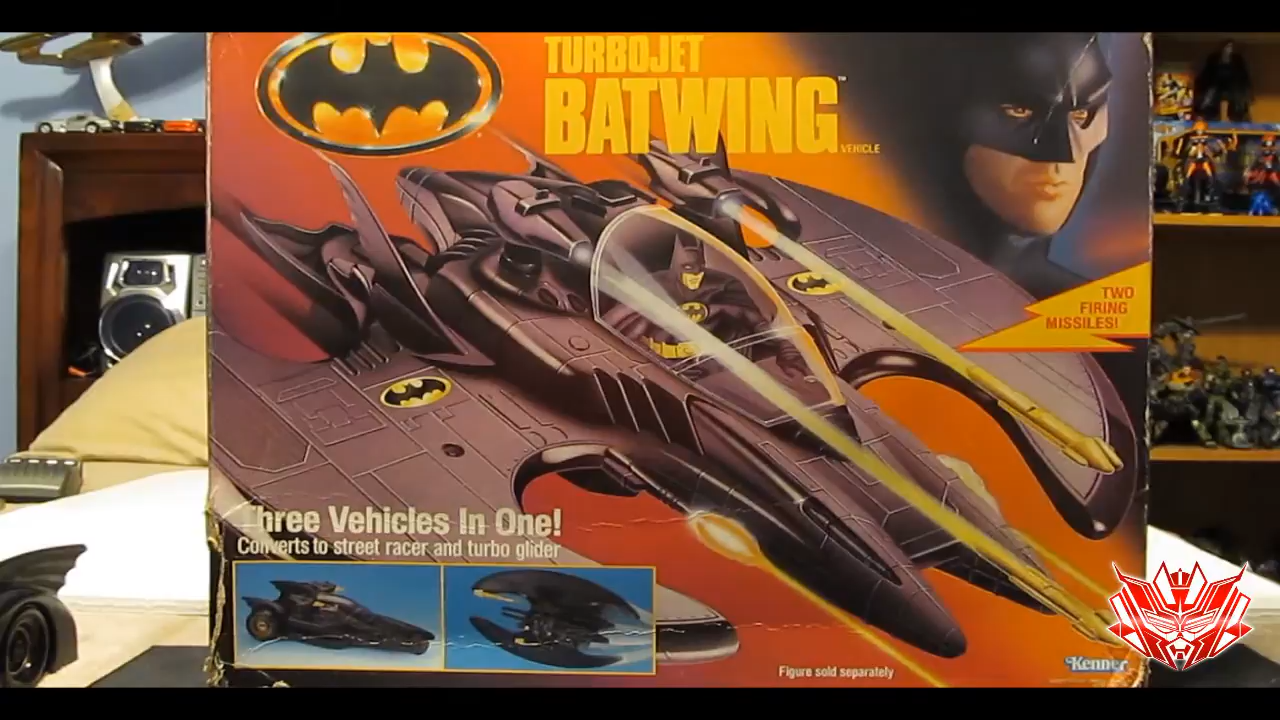 TURBOJET
BATWING™
VEHICLE
TWO
FIRING
MISSILES!
Three Vehicles In One!
Converts to street racer and turbo glider
Figure sold separately
Kenner